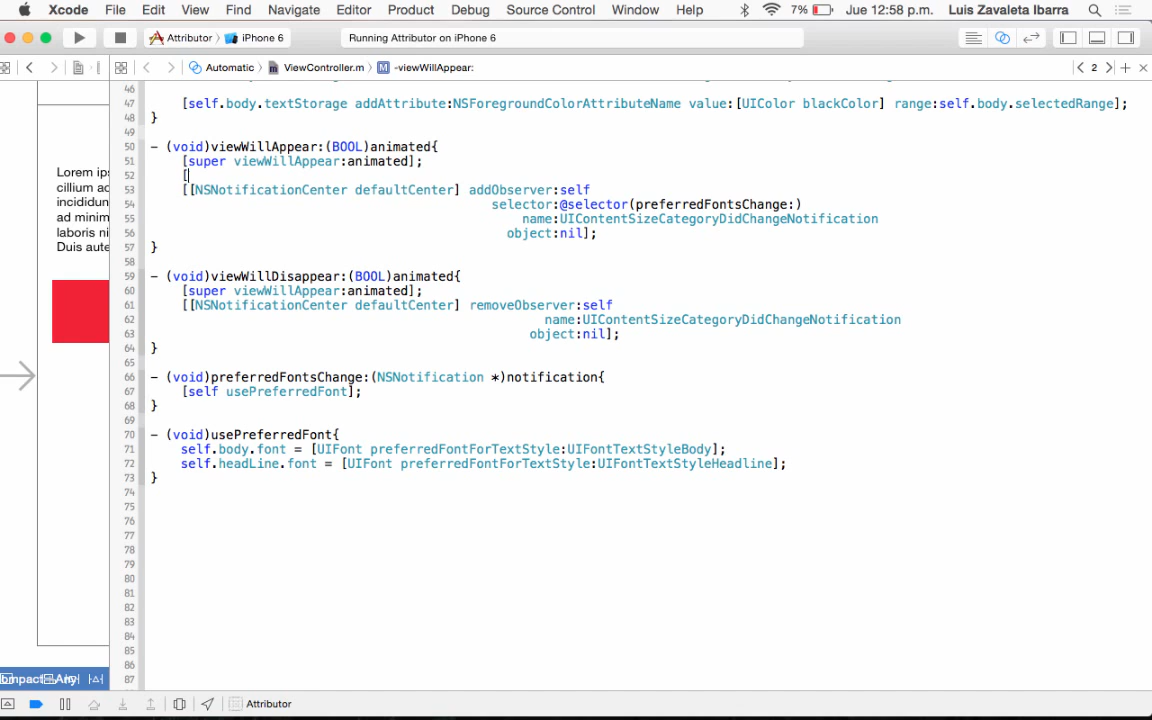 Xcode File Edit View Find Navigate Editor Product Debug Source Control Window Help 7% Jue 12:58 p.m. Luis Zavaleta Ibarra
Attributor iPhone 6 Running Attributor on iPhone 6
Automatic ViewController.m M -viewWillAppear: 2
46
47 [self.body.textStorage addAttribute:NSForegroundColorAttributeName value:[UIColor blackColor] range:self.body.selectedRange];
48 }
49
50 - (void)viewWillAppear:(BOOL)animated{
51 [super viewWillAppear:animated];
52 [
53 [[NSNotificationCenter defaultCenter] addObserver:self
54 selector:@selector(preferredFontsChange:)
55 name:UIContentSizeCategoryDidChangeNotification
56 object:nil];
57 }
58
59 - (void)viewWillDisappear:(BOOL)animated{
60 [super viewWillAppear:animated];
61 [[NSNotificationCenter defaultCenter] removeObserver:self
62 name:UIContentSizeCategoryDidChangeNotification
63 object:nil];
64 }
65
66 - (void)preferredFontsChange:(NSNotification *)notification{
67 [self usePreferredFont];
68 }
69
70 - (void)usePreferredFont{
71 self.body.font = [UIFont preferredFontForTextStyle:UIFontTextStyleBody];
72 self.headLine.font = [UIFont preferredFontForTextStyle:UIFontTextStyleHeadline];
73 }
74
75
76
77
78
79
80
81
82
83
84
85
86
87
Lorem ips
cillium ad
incididun
ad minim
laboris ni
Duis aute
Attributor